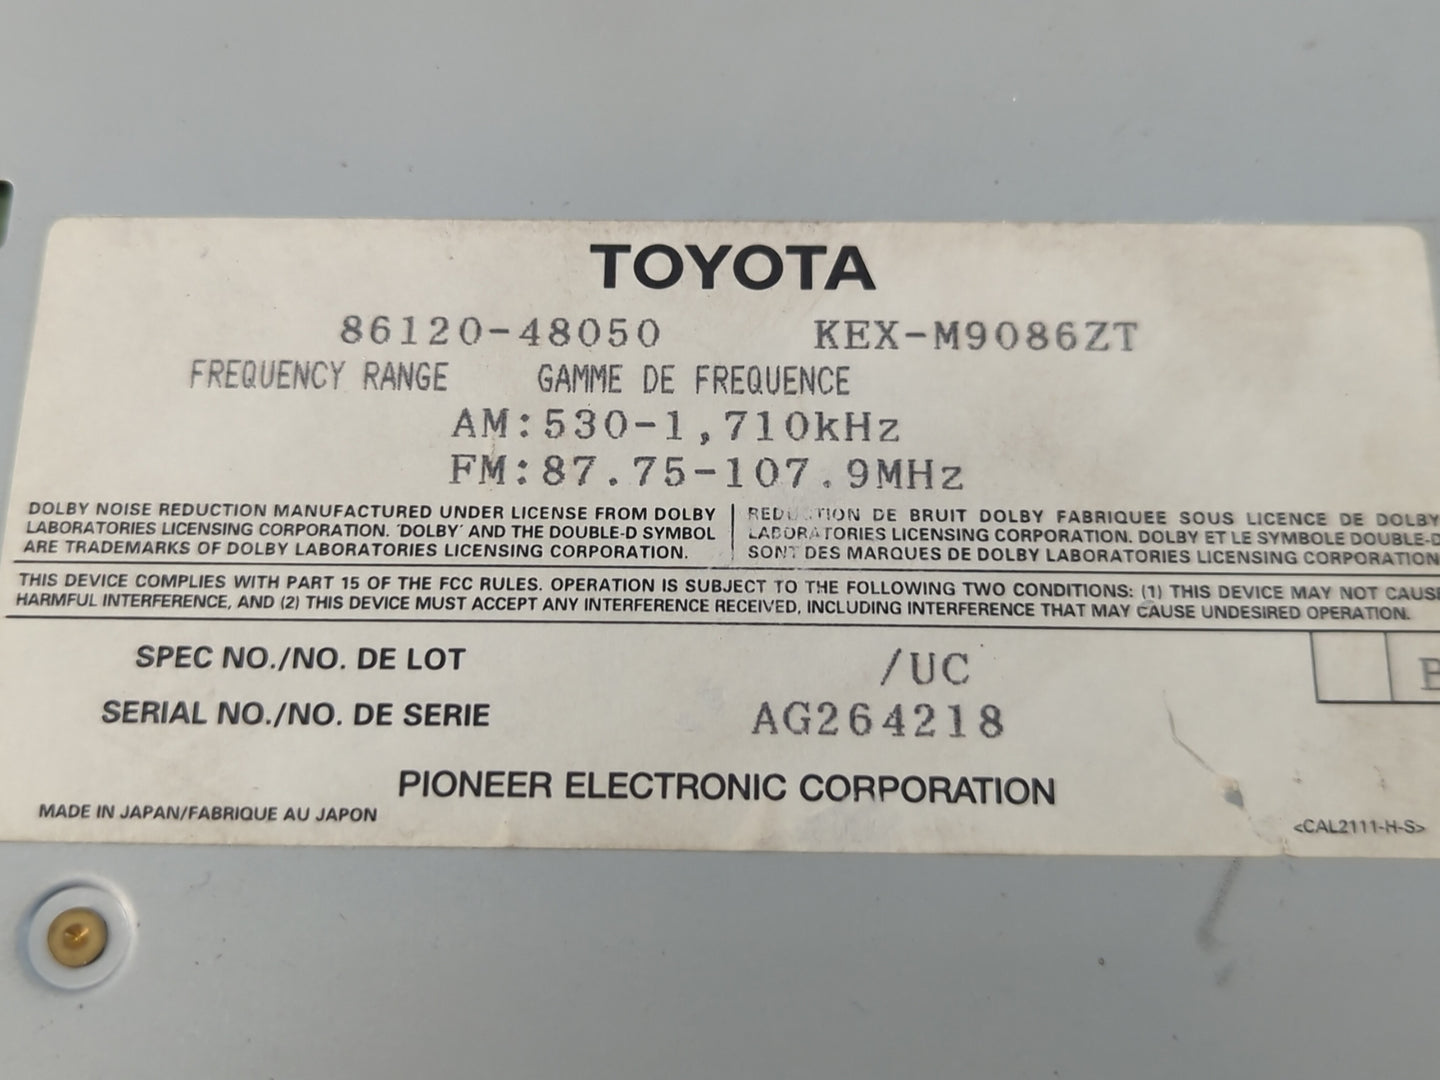 TOYOTA
86120-48050 KEX-M9086ZT
FREQUENCY RANGE GAMME DE FREQUENCE
AM:530-1,710kHz
FM:87.75-107.9MHz
DOLBY NOISE REDUCTION MANUFACTURED UNDER LICENSE FROM DOLBY
LABORATORIES LICENSING CORPORATION. 'DOLBY' AND THE DOUBLE-D SYMBOL
ARE TRADEMARKS OF DOLBY LABORATORIES LICENSING CORPORATION.
REDUCTION DE BRUIT DOLBY FABRIQUEE SOUS LICENCE DE DOLBY
LABORATORIES LICENSING CORPORATION. DOLBY ET LE SYMBOLE DOUBLE-D
SONT DES MARQUES DE DOLBY LABORATORIES LICENSING CORPORATION
THIS DEVICE COMPLIES WITH PART 15 OF THE FCC RULES. OPERATION IS SUBJECT TO THE FOLLOWING TWO CONDITIONS: (1) THIS DEVICE MAY NOT CAUSE
HARMFUL INTERFERENCE, AND (2) THIS DEVICE MUST ACCEPT ANY INTERFERENCE RECEIVED, INCLUDING INTERFERENCE THAT MAY CAUSE UNDESIRED OPERATION.
SPEC NO./NO. DE LOT /UC
SERIAL NO./NO. DE SERIE AG264218
PIONEER ELECTRONIC CORPORATION
MADE IN JAPAN/FABRIQUE AU JAPON
<CAL2111-H-S>